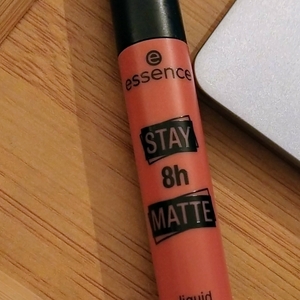 e
essence
STAY
8h
MATTE
liquid